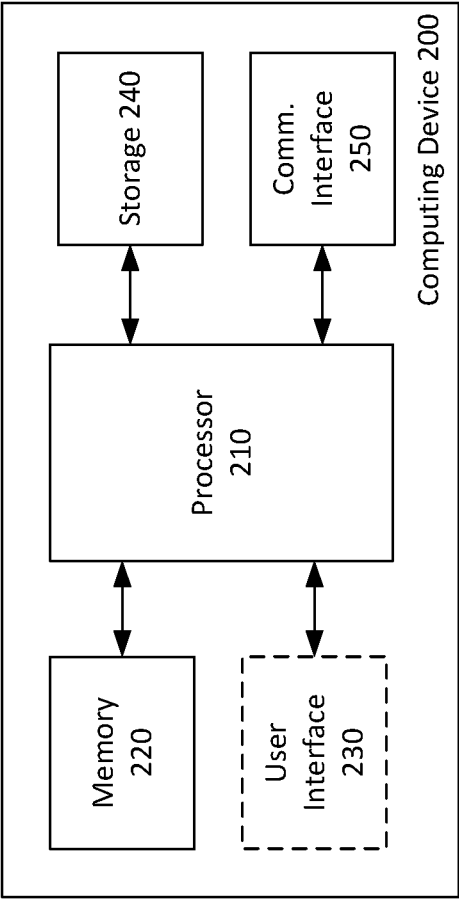 Memory
220
User
Interface
230
Processor
210
Storage 240
Comm.
Interface
250
Computing Device 200